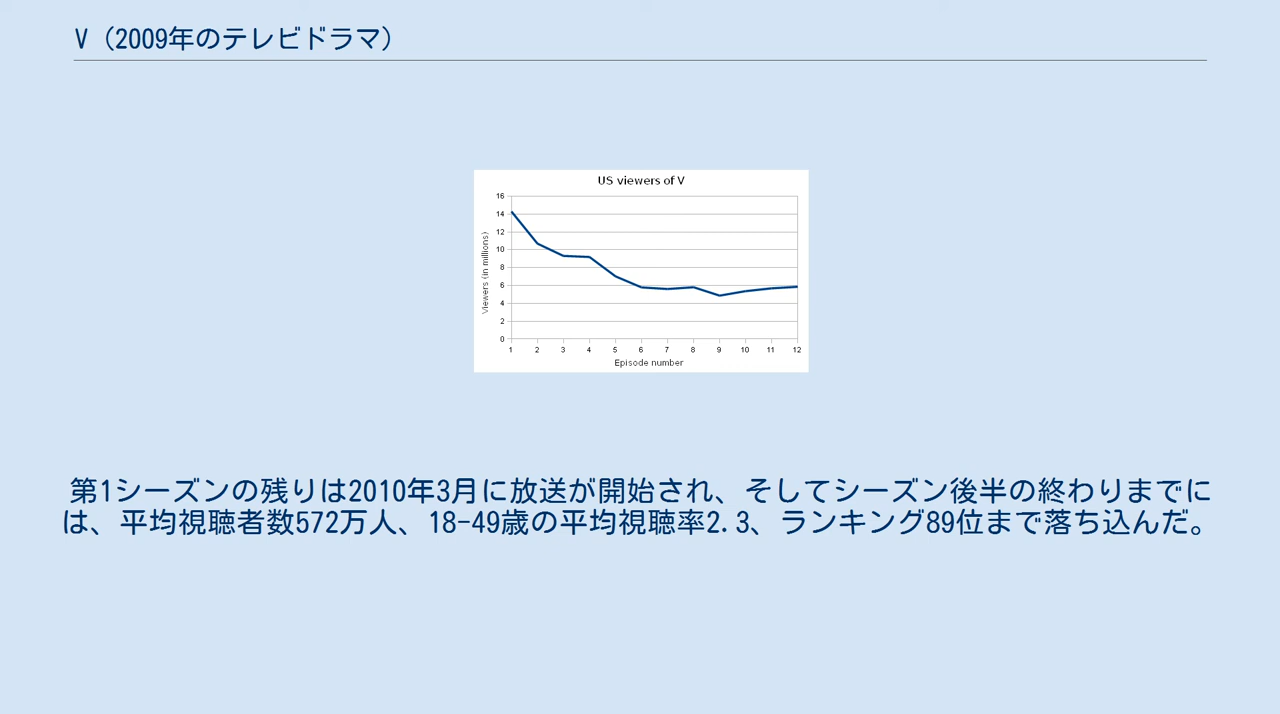 V（2009年のテレビドラマ）
US viewers of V
Viewers (in millions)
16
14
12
10
8
6
4
2
0
1 2 3 4 5 6 7 8 9 10 11 12
Episode number
第1シーズンの残りは2010年3月に放送が開始され、そしてシーズン後半の終わりまでに
は、平均視聴者数572万人、18-49歳の平均視聴率2.3、ランキング89位まで落ち込んだ。